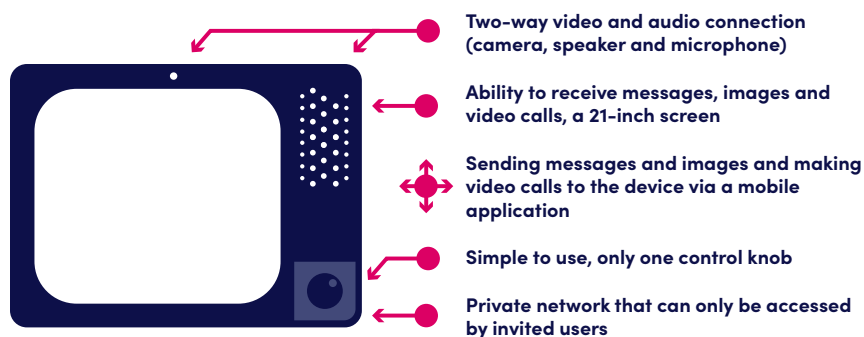 Two-way video and audio connection
(camera, speaker and microphone)
Ability to receive messages, images and
video calls, a 21-inch screen
Sending messages and images and making
video calls to the device via a mobile
application
Simple to use, only one control knob
Private network that can only be accessed
by invited users